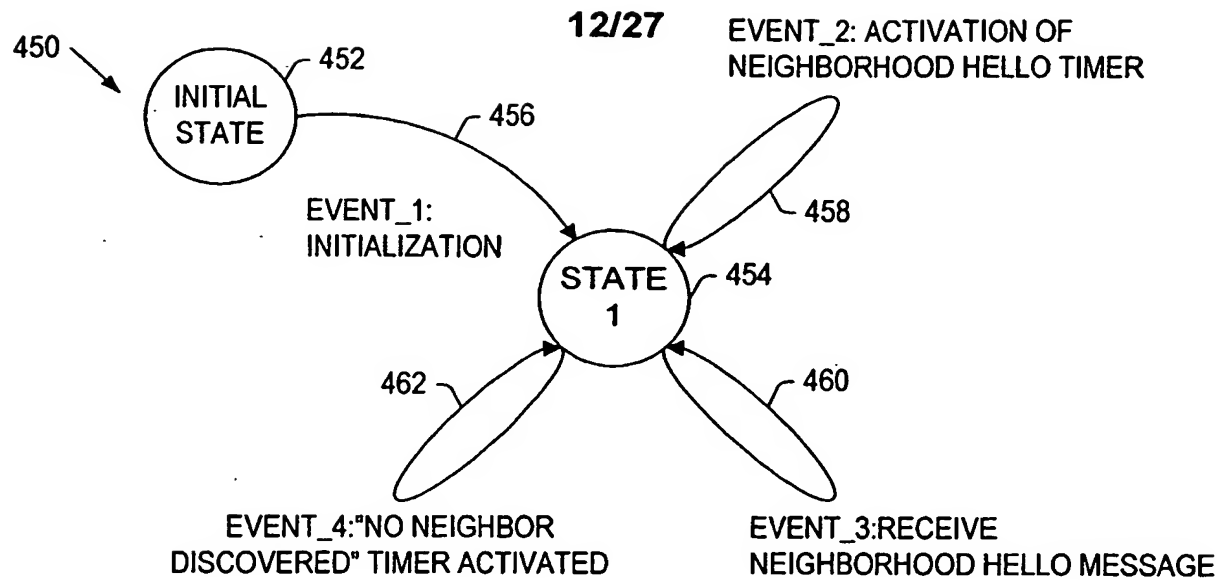 12/27
450
452
INITIAL
STATE
456
EVENT_1:
INITIALIZATION
EVENT_2: ACTIVATION OF
NEIGHBORHOOD HELLO TIMER
458
STATE
1
454
462
460
EVENT_4:"NO NEIGHBOR
DISCOVERED" TIMER ACTIVATED
EVENT_3:RECEIVE
NEIGHBORHOOD HELLO MESSAGE